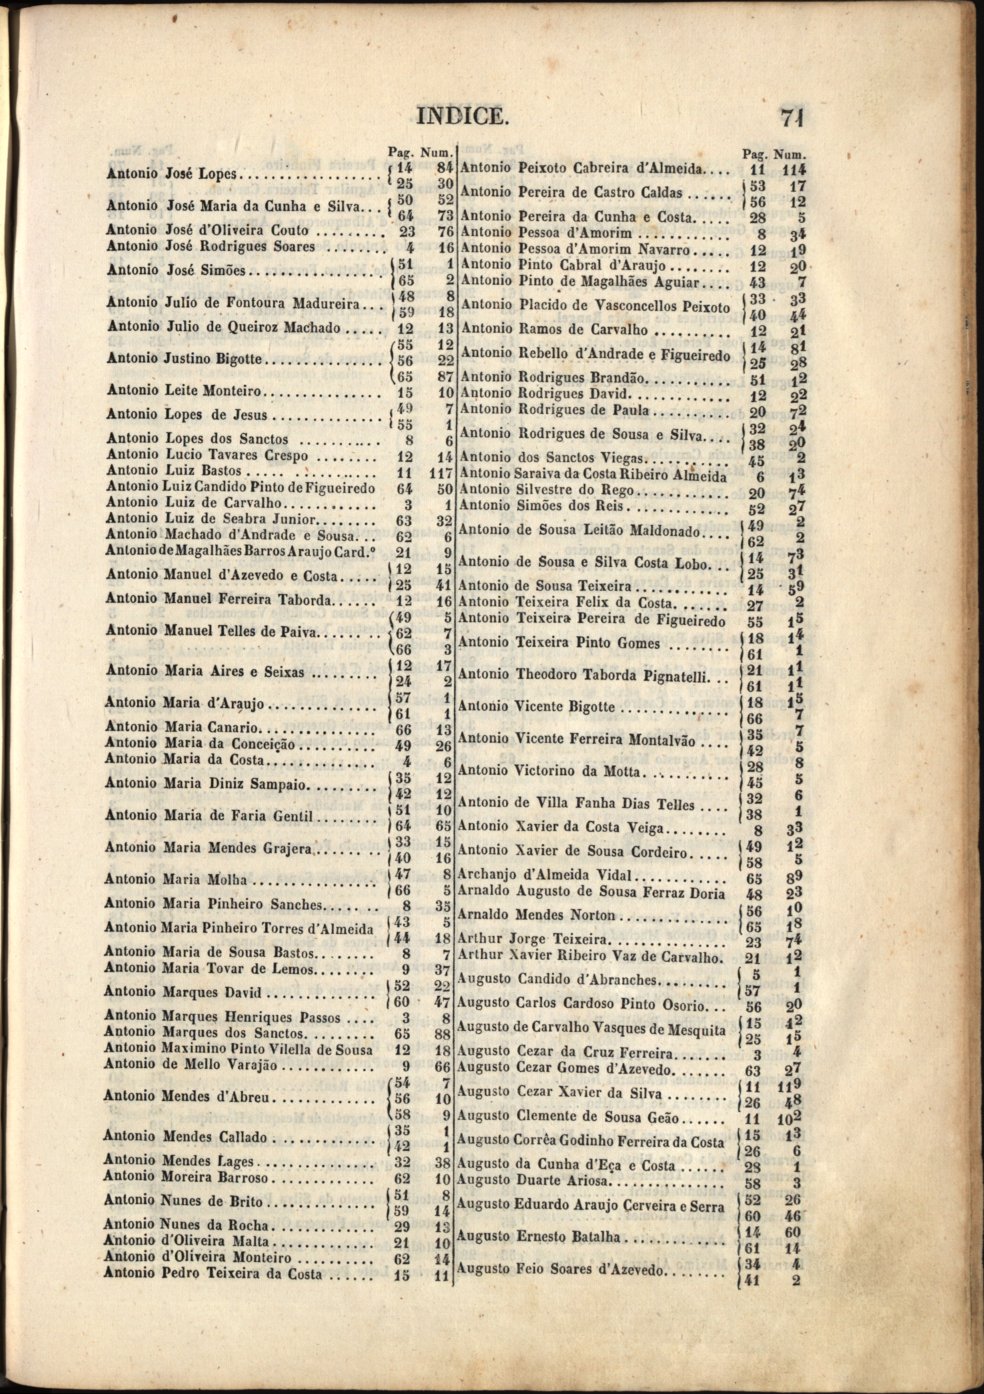 INDICE. 71
Pag. Num.
Antonio José Lopes. . . . . . . . . . . . . . . . . { 14 84
25 30
Antonio José Maria da Cunha e Silva. . . { 50 52
64 73
Antonio José d'Oliveira Couto . . . . . . . . . 23 76
Antonio José Rodrigues Soares . . . . . . . . 4 16
Antonio José Simões. . . . . . . . . . . . . . . . { 51 1
65 2
Antonio Julio de Fontoura Madureira. . . { 48 8
59 18
Antonio Julio de Queiroz Machado . . . . . 12 13
Antonio Justino Bigotte. . . . . . . . . . . . . . { 55 12
56 22
65 87
Antonio Leite Monteiro. . . . . . . . . . . . . . 15 10
Antonio Lopes de Jesus . . . . . . . . . . . . . { 49 7
55 1
Antonio Lopes dos Sanctos . . . . . . . . . . 8 6
Antonio Lucio Tavares Crespo . . . . . . . . 12 14
Antonio Luiz Bastos . . . . . . . . . . . . . . . 11 117
Antonio Luiz Candido Pinto de Figueiredo 64 50
Antonio Luiz de Carvalho. . . . . . . . . . . . 3 1
Antonio Luiz de Seabra Junior. . . . . . . . 63 32
Antonio Machado d'Andrade e Sousa. . . 62 6
Antonio de Magalhães Barros Araujo Card.º 21 9
Antonio Manuel d'Azevedo e Costa. . . . . { 12 15
25 41
Antonio Manuel Ferreira Taborda. . . . . . 12 16
Antonio Manuel Telles de Paiva. . . . . . . . { 49 5
62 7
66 3
Antonio Maria Aires e Seixas . . . . . . . . . { 12 17
24 2
Antonio Maria d'Araujo . . . . . . . . . . . . . { 57 1
61 1
Antonio Maria Canario. . . . . . . . . . . . . . 66 13
Antonio Maria da Conceição . . . . . . . . . . 49 26
Antonio Maria da Costa. . . . . . . . . . . . . . 4 6
Antonio Maria Diniz Sampaio. . . . . . . . . { 35 12
42 12
Antonio Maria de Faria Gentil . . . . . . . . { 51 10
64 65
Antonio Maria Mendes Grajera. . . . . . . . { 33 15
40 16
Antonio Maria Molha . . . . . . . . . . . . . . . { 47 8
66 5
Antonio Maria Pinheiro Sanches. . . . . . . 8 35
Antonio Maria Pinheiro Torres d'Almeida { 43 5
44 18
Antonio Maria de Sousa Bastos. . . . . . . . 8 7
Antonio Maria Tovar de Lemos. . . . . . . . 9 37
Antonio Marques David . . . . . . . . . . . . . { 52 22
60 47
Antonio Marques Henriques Passos . . . . 3 8
Antonio Marques dos Sanctos. . . . . . . . . 65 88
Antonio Maximino Pinto Vilella de Sousa 12 18
Antonio de Mello Varajão . . . . . . . . . . . . 9 66
Antonio Mendes d'Abreu. . . . . . . . . . . . . { 54 7
56 10
58 9
Antonio Mendes Callado . . . . . . . . . . . . . { 35 1
42 1
Antonio Mendes Lages. . . . . . . . . . . . . . 32 38
Antonio Moreira Barroso. . . . . . . . . . . . . 62 10
Antonio Nunes de Brito . . . . . . . . . . . . . { 51 8
59 14
Antonio Nunes da Rocha. . . . . . . . . . . . . 29 13
Antonio d'Oliveira Malta. . . . . . . . . . . . . 21 10
Antonio d'Oliveira Monteiro . . . . . . . . . . 62 14
Antonio Pedro Teixeira da Costa . . . . . . 15 11
Pag. Num.
Antonio Peixoto Cabreira d'Almeida. . . . 11 114
Antonio Pereira de Castro Caldas . . . . . . { 53 17
56 12
Antonio Pereira da Cunha e Costa. . . . . 28 5
Antonio Pessoa d'Amorim . . . . . . . . . . . . 8 34
Antonio Pessoa d'Amorim Navarro . . . . . 12 19
Antonio Pinto Cabral d'Araujo . . . . . . . . 12 20
Antonio Pinto de Magalhães Aguiar. . . . 43 7
Antonio Placido de Vasconcellos Peixoto { 33 33
40 44
Antonio Ramos de Carvalho . . . . . . . . . . 12 21
Antonio Rebello d'Andrade e Figueiredo { 14 81
25 28
Antonio Rodrigues Brandão. . . . . . . . . . . 51 12
Antonio Rodrigues David. . . . . . . . . . . . . 12 22
Antonio Rodrigues de Paula . . . . . . . . . . 20 72
Antonio Rodrigues de Sousa e Silva. . . . { 32 24
38 20
Antonio dos Sanctos Viegas. . . . . . . . . . . 45 2
Antonio Saraiva da Costa Ribeiro Almeida 6 13
Antonio Silvestre do Rego. . . . . . . . . . . . 20 74
Antonio Simões dos Reis. . . . . . . . . . . . . 52 27
Antonio de Sousa Leitão Maldonado. . . . { 49 2
62 2
Antonio de Sousa e Silva Costa Lobo. . . { 14 73
25 31
Antonio de Sousa Teixeira . . . . . . . . . . . 14 59
Antonio Teixeira Felix da Costa. . . . . . . 27 2
Antonio Teixeira Pereira de Figueiredo 55 15
Antonio Teixeira Pinto Gomes . . . . . . . . { 18 14
61 1
Antonio Theodoro Taborda Pignatelli. . . { 21 11
61 11
Antonio Vicente Bigotte . . . . . . . . . . . . . { 18 15
66 7
Antonio Vicente Ferreira Montalvão . . . . { 35 7
42 5
Antonio Victorino da Motta. . . . . . . . . . { 28 8
45 5
Antonio de Villa Fanha Dias Telles . . . . { 32 6
38 1
Antonio Xavier da Costa Veiga. . . . . . . . 8 33
Antonio Xavier de Sousa Cordeiro. . . . . { 49 12
58 5
Archanjo d'Almeida Vidal . . . . . . . . . . . . 65 89
Arnaldo Augusto de Sousa Ferraz Doria 48 23
Arnaldo Mendes Norton . . . . . . . . . . . . . { 56 10
65 18
Arthur Jorge Teixeira. . . . . . . . . . . . . . . 23 74
Arthur Xavier Ribeiro Vaz de Carvalho. 21 12
Augusto Candido d'Abranches. . . . . . . . . { 5 1
57 1
Augusto Carlos Cardoso Pinto Osorio. . . 56 20
Augusto de Carvalho Vasques de Mesquita { 15 12
25 15
Augusto Cezar da Cruz Ferreira. . . . . . . 3 4
Augusto Cezar Gomes d'Azevedo. . . . . . . 63 27
Augusto Cezar Xavier da Silva . . . . . . . . { 11 119
26 48
Augusto Clemente de Sousa Geão. . . . . . 11 102
Augusto Corrêa Godinho Ferreira da Costa { 15 13
26 6
Augusto da Cunha d'Eça e Costa . . . . . . 28 1
Augusto Duarte Ariosa. . . . . . . . . . . . . . . 58 3
Augusto Eduardo Araujo Cerveira e Serra { 52 26
60 46
Augusto Ernesto Batalha . . . . . . . . . . . . . { 14 60
61 14
Augusto Feio Soares d'Azevedo. . . . . . . . { 34 4
41 2